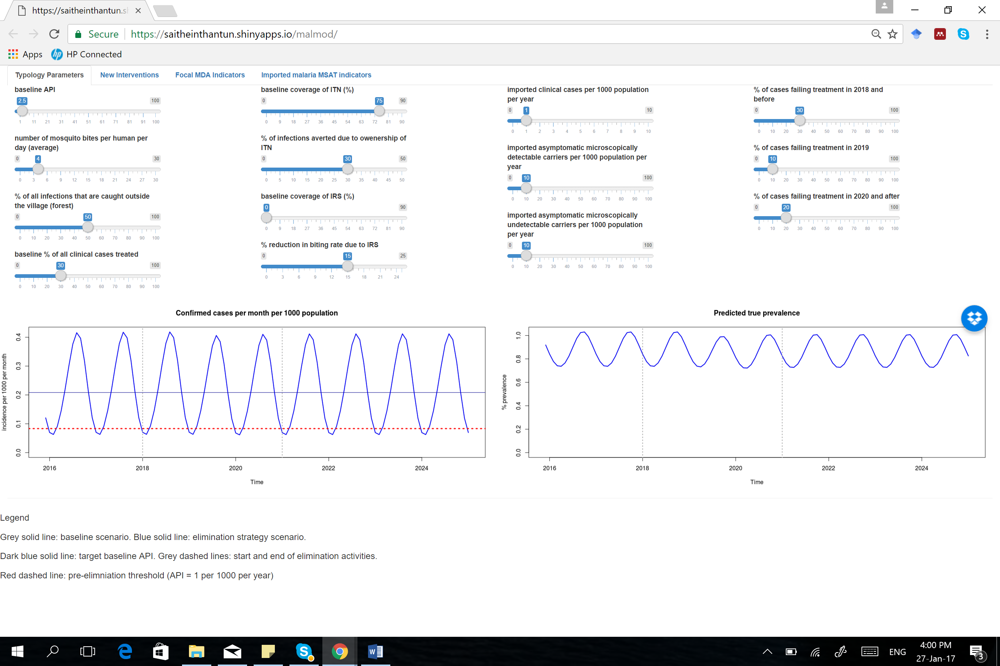 https://saitheinthantun.s
Secure https://saitheinthantun.shinyapps.io/malmod/
Apps HP Connected
Typology Parameters New Interventions Focal MDA Indicators Imported malaria MSAT indicators
baseline API
2.5 100
1 11 21 31 41 51 61 71 81 91 100
number of mosquito bites per human per
day (average)
0 4 30
0 3 6 9 12 15 18 21 24 27 30
% of all infections that are caught outside
the village (forest)
0 50 100
0 10 20 30 40 50 60 70 80 90 100
baseline % of all clinical cases treated
0 30 100
0 10 20 30 40 50 60 70 80 90 100
baseline coverage of ITN (%)
0 75 90
0 9 18 27 36 45 54 63 72 81 90
% of infections averted due to owenership of
ITN
0 30 50
0 5 10 15 20 25 30 35 40 45 50
baseline coverage of IRS (%)
0 90
0 9 18 27 36 45 54 63 72 81 90
% reduction in biting rate due to IRS
0 15 25
0 3 6 9 12 15 18 21 24
imported clinical cases per 1000 population
per year
0 1 10
0 1 2 3 4 5 6 7 8 9 10
imported asymptomatic microscopically
detectable carriers per 1000 population per
year
0 10 100
0 10 20 30 40 50 60 70 80 90 100
imported asymptomatic microscopically
undetectable carriers per 1000 population
per year
0 10 100
0 10 20 30 40 50 60 70 80 90 100
% of cases failing treatment in 2018 and
before
0 30 100
0 10 20 30 40 50 60 70 80 90 100
% of cases failing treatment in 2019
0 10 100
0 10 20 30 40 50 60 70 80 90 100
% of cases failing treatment in 2020 and after
0 20 100
0 10 20 30 40 50 60 70 80 90 100
Confirmed cases per month per 1000 population
incidence per 1000 per month
0.4
0.3
0.2
0.1
0.0
2016 2018 2020 2022 2024
Time
Predicted true prevalence
% prevalence
1.0
0.8
0.6
0.4
0.2
0.0
2016 2018 2020 2022 2024
Time
Legend
Grey solid line: baseline scenario. Blue solid line: elimination strategy scenario.
Dark blue solid line: target baseline API. Grey dashed lines: start and end of elimination activities.
Red dashed line: pre-elimniation threshold (API = 1 per 1000 per year)
ENG
4:00 PM
27-Jan-17
3